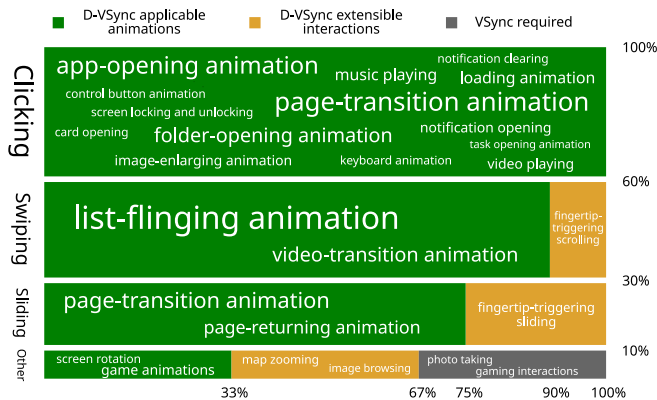 D-VSync applicable
animations
D-VSync extensible
interactions
VSync required
Clicking
app-opening animation
notification clearing
music playing
loading animation
control button animation
page-transition animation
screen locking and unlocking
card opening
folder-opening animation
notification opening
task opening animation
image-enlarging animation
keyboard animation
video playing
100%
60%
Swiping
list-flinging animation
video-transition animation
fingertip-
triggering
scrolling
30%
Sliding
page-transition animation
page-returning animation
fingertip-triggering
sliding
10%
Other
screen rotation
game animations
map zooming
image browsing
photo taking
gaming interactions
33%
67%
75%
90%
100%